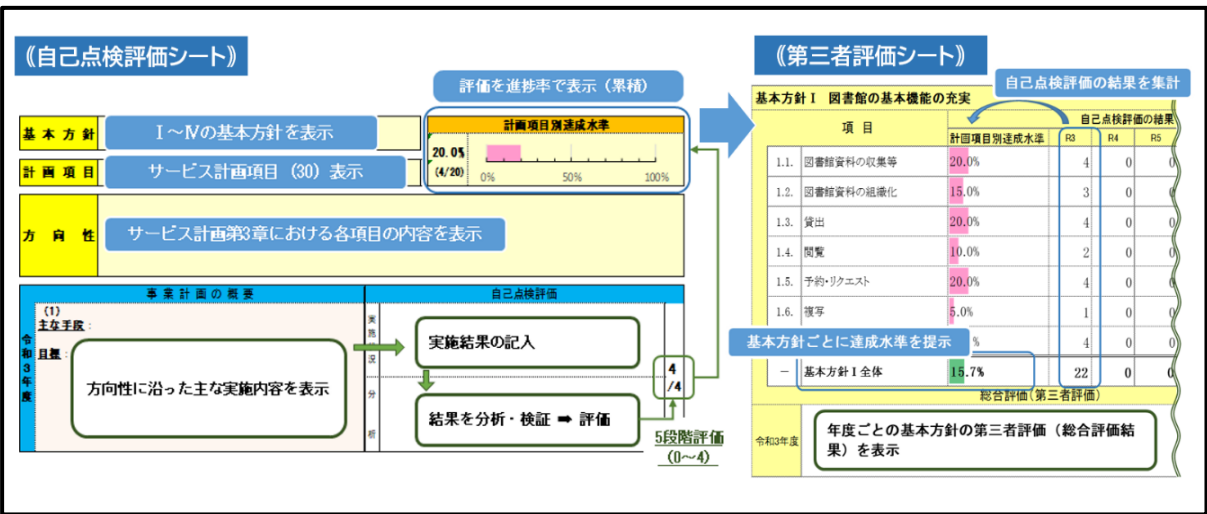 《自己点検評価シート》
評価を進捗率で表示（累積）
基本方針
Ⅰ～Ⅳの基本方針を表示
計画項目
サービス計画項目（30）表示
計画項目別達成水準
20.0%
(4/20)
0%
50%
100%
方向性
サービス計画第3章における各項目の内容を表示
事業計画の概要
自己点検評価
令和3年度
(1)
主な手段：
目標：
方向性に沿った主な実施内容を表示
実施
況
実施結果の記入
分
析
結果を分析・検証 ➡ 評価
4
/4
5段階評価
（0～4）
《第三者評価シート》
自己点検評価の結果を集計
基本方針Ⅰ 図書館の基本機能の充実
項目
自己点検評価の結果
計画項目別達成水準 R3 R4 R5
1.1. 図書館資料の収集等 20.0% 4 0 0
1.2. 図書館資料の組織化 15.0% 3 0 0
1.3. 貸出 20.0% 4 0 0
1.4. 閲覧 10.0% 2 0 0
1.5. 予約・リクエスト 20.0% 4 0 0
1.6. 複写 5.0% 1 0 0
基本方針ごとに達成水準を提示
% 4 0 0
－ 基本方針Ⅰ全体 15.7% 22 0 0
総合評価(第三者評価)
令和3年度
年度ごとの基本方針の第三者評価（総合評価結
果）を表示